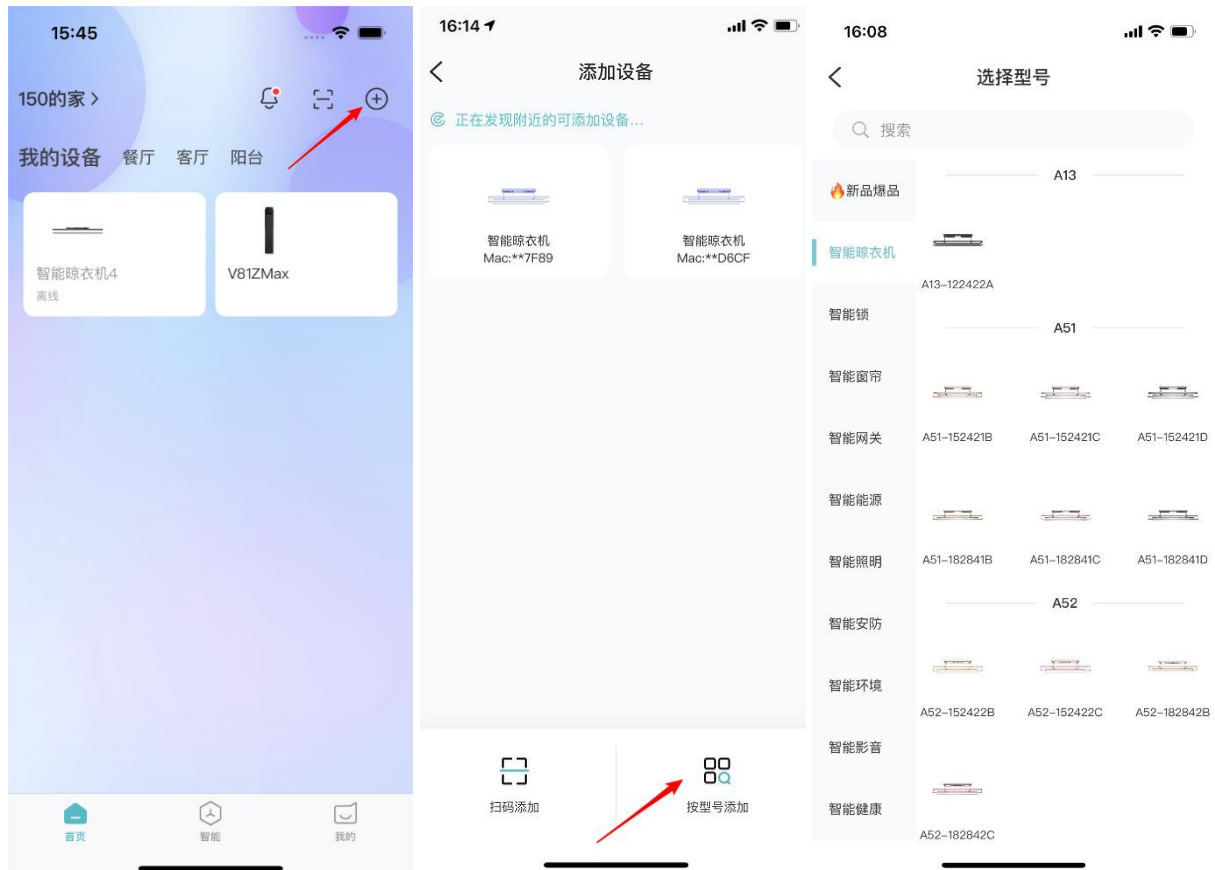 15:45
150的家 >
我的设备 餐厅 客厅 阳台
智能晾衣机4
离线
V81ZMax
首页 智能 我的
16:14
添加设备
正在发现附近的可添加设备...
智能晾衣机
Mac:**7F89
智能晾衣机
Mac:**D6CF
扫码添加 按型号添加
16:08
选择型号
搜索
新品爆品
智能晾衣机
智能锁
智能窗帘
智能网关
智能能源
智能照明
智能安防
智能环境
智能影音
智能健康
A13
A13-122422A
A51
A51-152421B A51-152421C A51-152421D
A51-182841B A51-182841C A51-182841D
A52
A52-152422B A52-152422C A52-182842B
A52-182842C